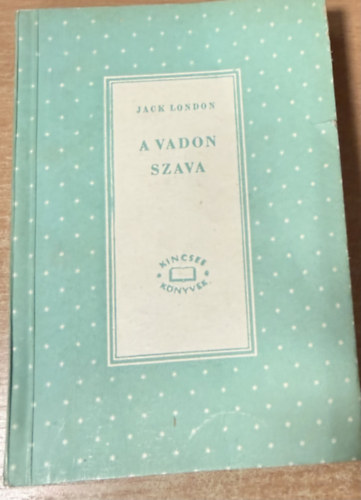 JACK LONDON
A VADON
SZAVA
KINCSES
KÖNYVEK